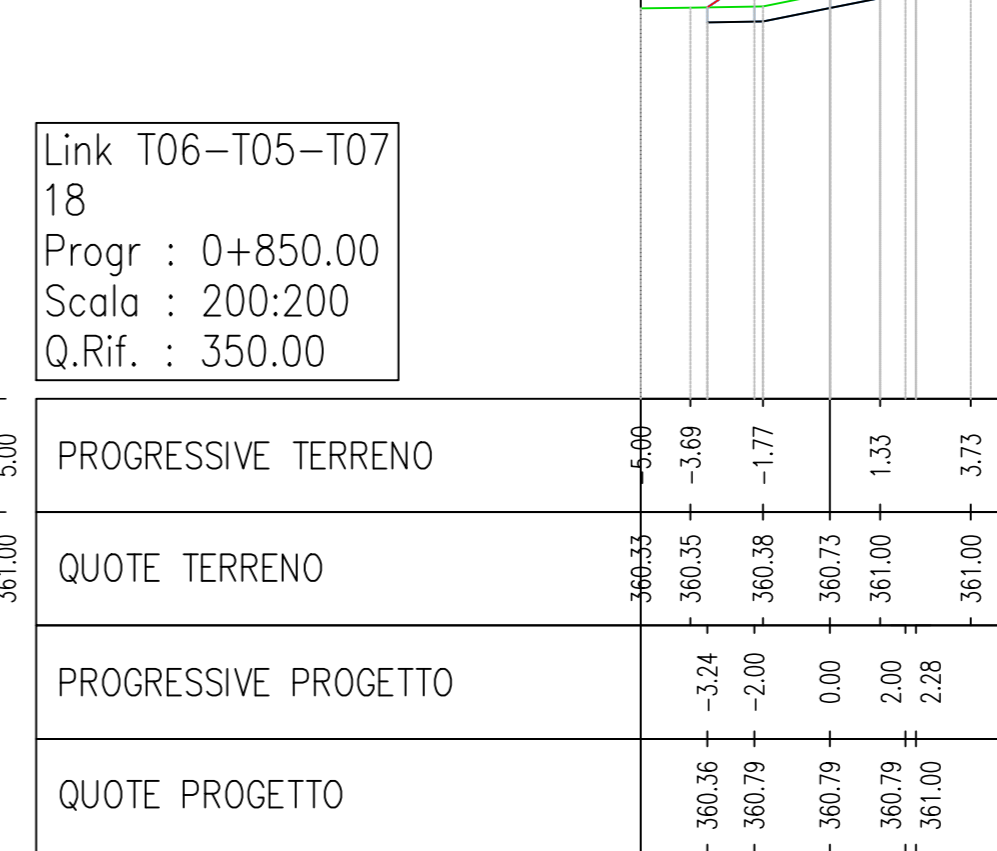 Link T06-T05-T07
18
Progr : 0+850.00
Scala : 200:200
Q.Rif. : 350.00
5.00
PROGRESSIVE TERRENO
-5.00 -3.69 -1.77 1.33 3.73
361.00
QUOTE TERRENO
360.33 360.35 360.38 360.73 361.00 361.00
PROGRESSIVE PROGETTO
-3.24 -2.00 0.00 2.00 2.28
QUOTE PROGETTO
360.36 360.79 360.79 360.79 361.00